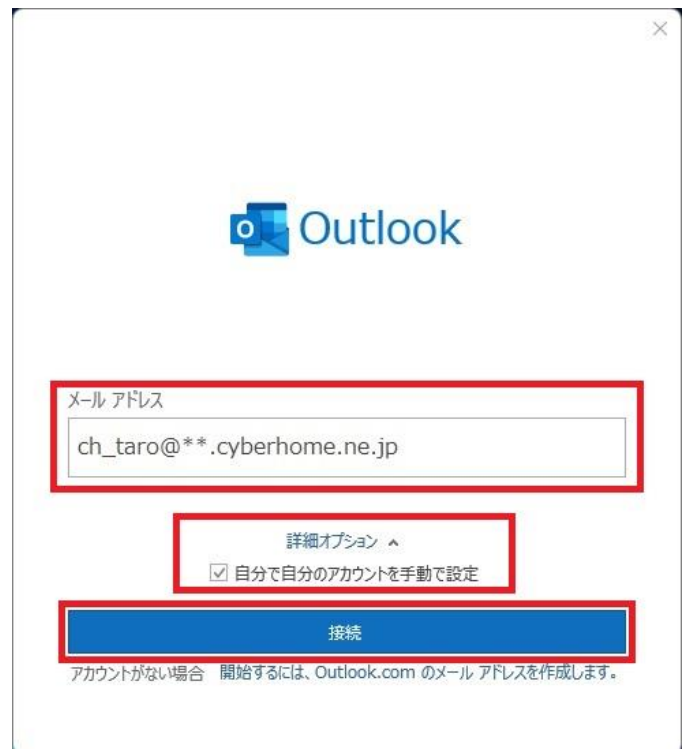 Outlook
メール アドレス
ch_taro@**.cyberhome.ne.jp
詳細オプション
自分で自分のアカウントを手動で設定
接続
アカウントがない場合 開始するには、Outlook.com のメール アドレスを作成します。